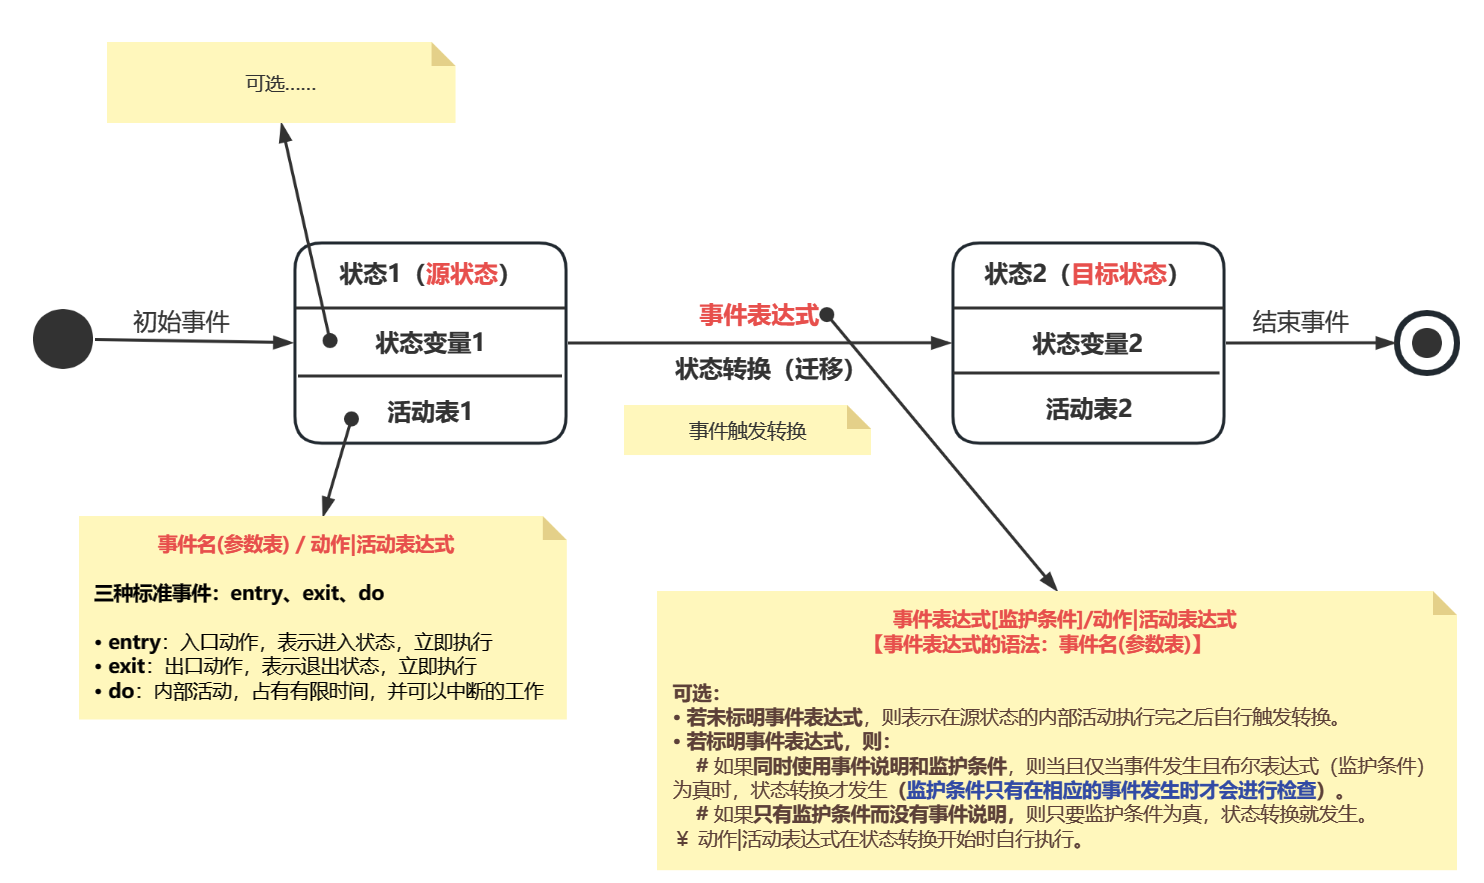 可选......
状态1（源状态）
状态变量1
活动表1
初始事件
事件表达式
状态转换（迁移）
事件触发转换
状态2（目标状态）
状态变量2
活动表2
结束事件
事件名(参数表) / 动作|活动表达式
三种标准事件：entry、exit、do
• entry：入口动作，表示进入状态，立即执行
• exit：出口动作，表示退出状态，立即执行
• do：内部活动，占有有限时间，并可以中断的工作
事件表达式[监护条件]/动作|活动表达式
【事件表达式的语法：事件名(参数表)】
可选：
• 若未标明事件表达式，则表示在源状态的内部活动执行完之后自行触发转换。
• 若标明事件表达式，则：
# 如果同时使用事件说明和监护条件，则当且仅当事件发生且布尔表达式（监护条件）
为真时，状态转换才发生（监护条件只有在相应的事件发生时才会进行检查）。
# 如果只有监护条件而没有事件说明，则只要监护条件为真，状态转换就发生。
¥ 动作|活动表达式在状态转换开始时自行执行。